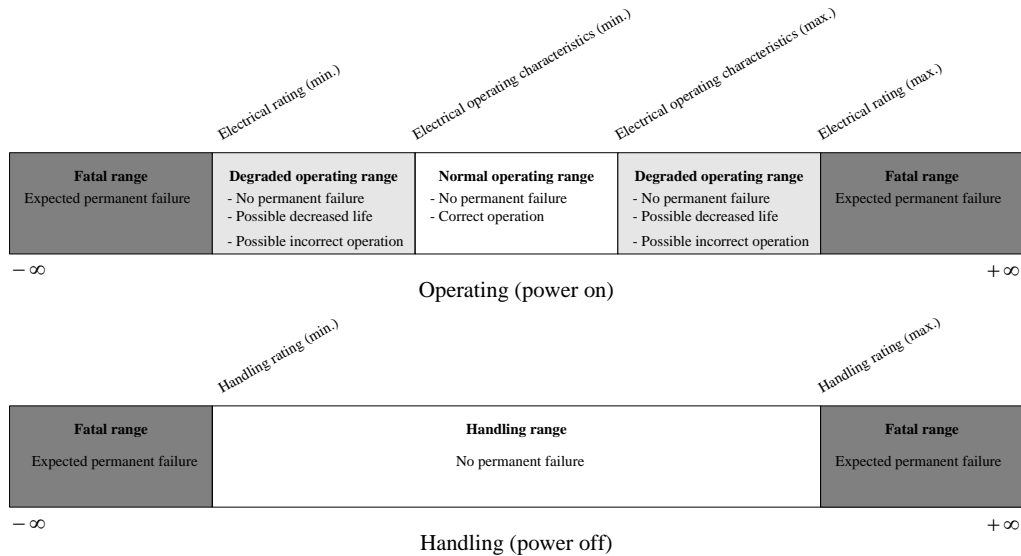 Electrical rating (min.)
Electrical operating characteristics (min.)
Electrical operating characteristics (max.)
Electrical rating (max.)
Fatal range
Expected permanent failure
Degraded operating range
- No permanent failure
- Possible decreased life
- Possible incorrect operation
Normal operating range
- No permanent failure
- Correct operation
Degraded operating range
- No permanent failure
- Possible decreased life
- Possible incorrect operation
Fatal range
Expected permanent failure
– ∞
+ ∞
Operating (power on)
Handling rating (min.)
Handling rating (max.)
Fatal range
Expected permanent failure
Handling range
No permanent failure
Fatal range
Expected permanent failure
– ∞
+ ∞
Handling (power off)